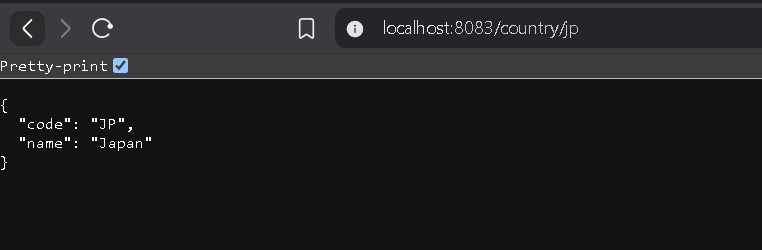 localhost:8083/country/jp
Pretty-print
{
  "code": "JP",
  "name": "Japan"
}